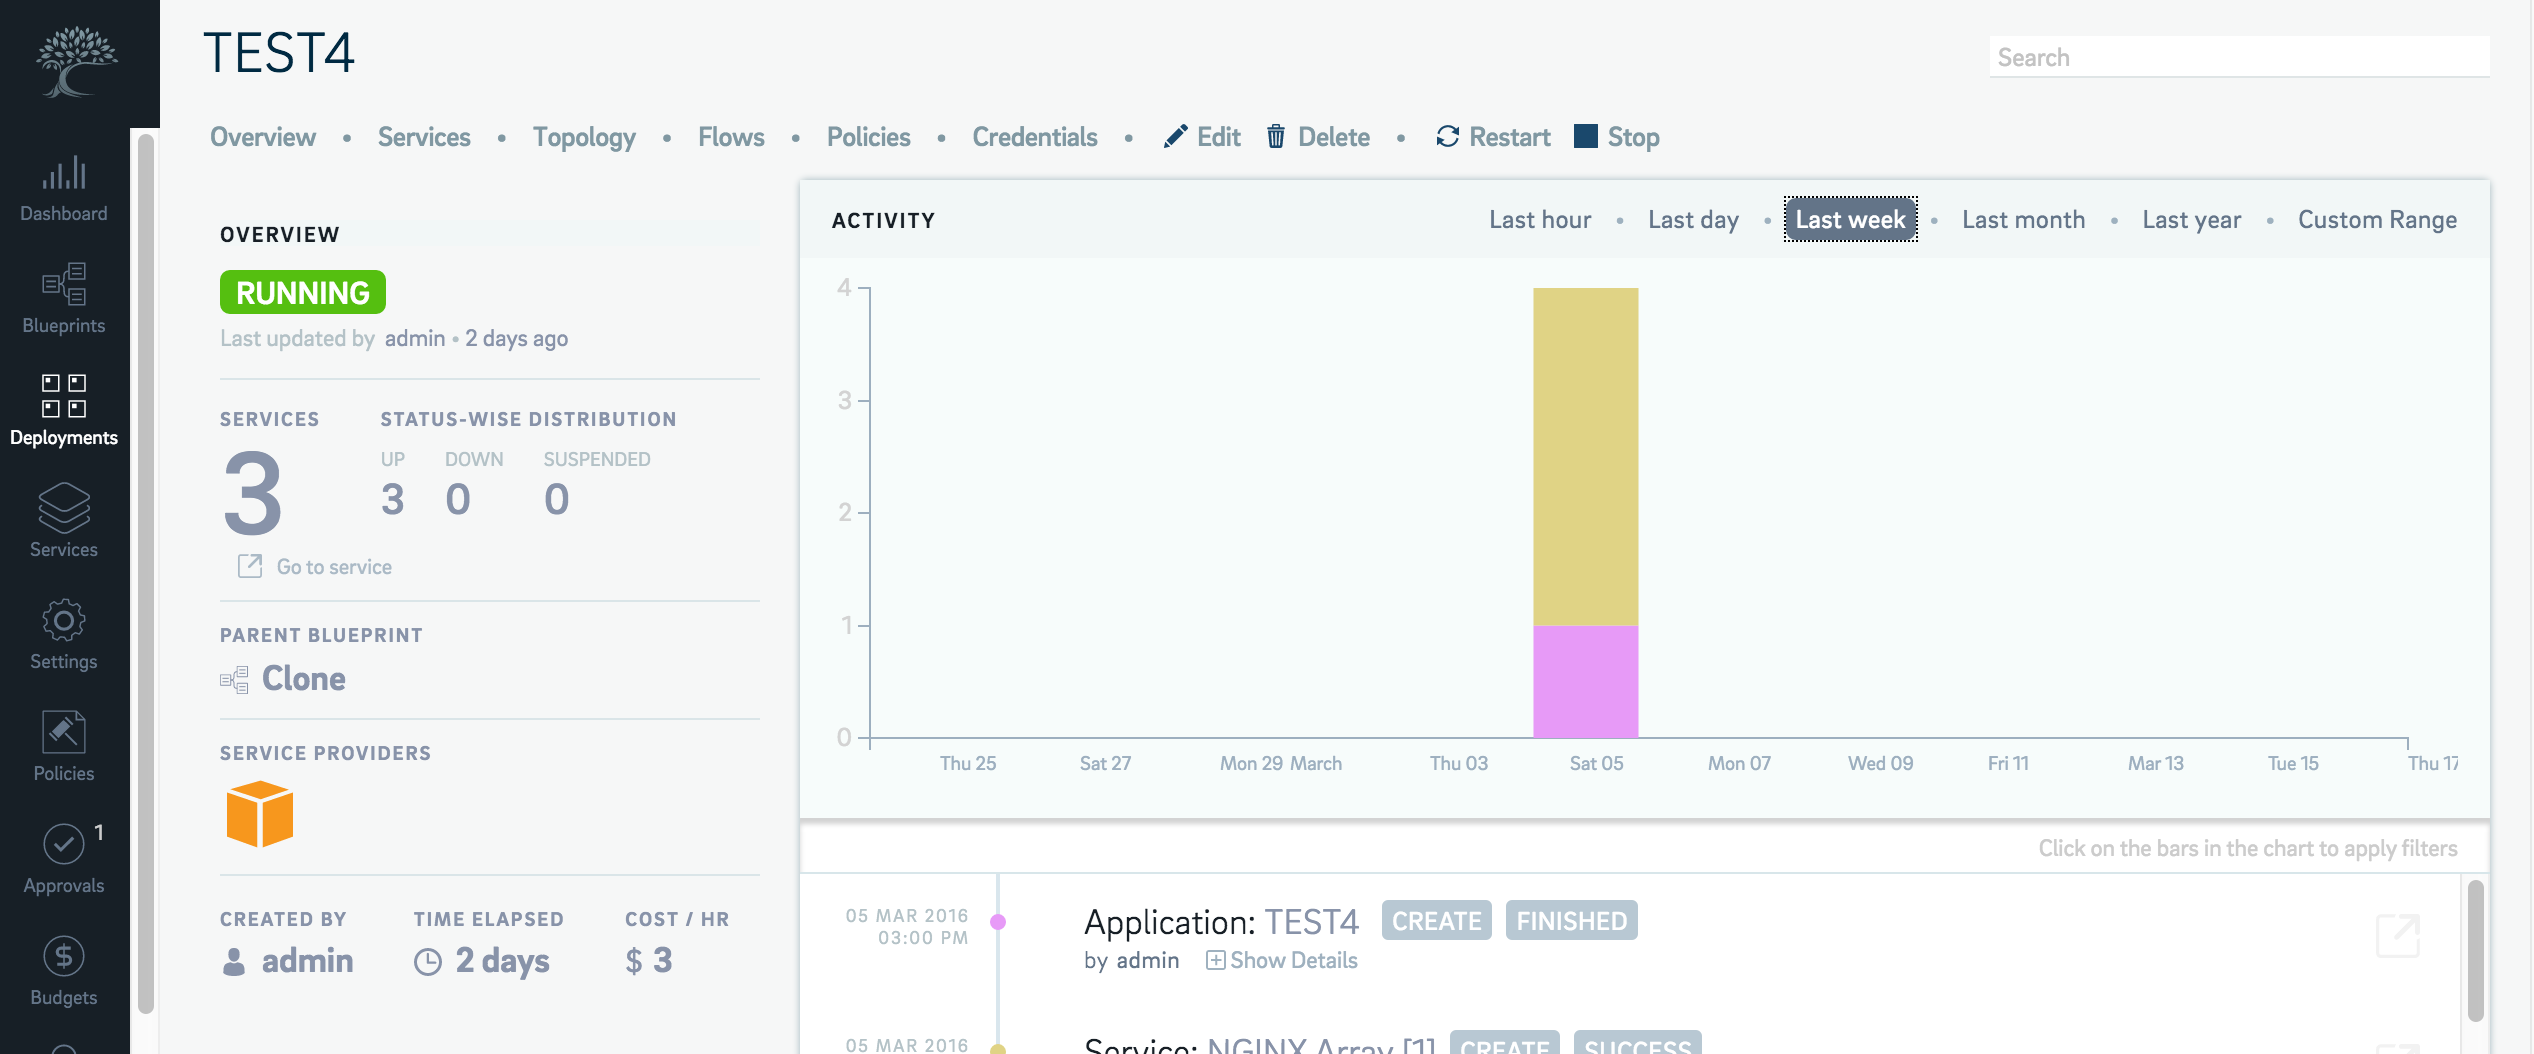 TEST4
Search
Overview • Services • Topology • Flows • Policies • Credentials • Edit Delete • Restart Stop
Dashboard
Blueprints
Deployments
Services
Settings
Policies
1
Approvals
Budgets
OVERVIEW
RUNNING
Last updated by admin • 2 days ago
SERVICES
3
STATUS-WISE DISTRIBUTION
UP DOWN SUSPENDED
3 0 0
Go to service
PARENT BLUEPRINT
Clone
SERVICE PROVIDERS
CREATED BY TIME ELAPSED COST / HR
admin 2 days $ 3
ACTIVITY
Last hour • Last day • Last week • Last month • Last year • Custom Range
4
3
2
1
0
Thu 25 Sat 27 Mon 29 March Thu 03 Sat 05 Mon 07 Wed 09 Fri 11 Mar 13 Tue 15 Thu 17
Click on the bars in the chart to apply filters
05 MAR 2016
03:00 PM
Application: TEST4 CREATE FINISHED
by admin Show Details
05 MAR 2016
Service: NGINX Array [1] CREATE SUCCESS